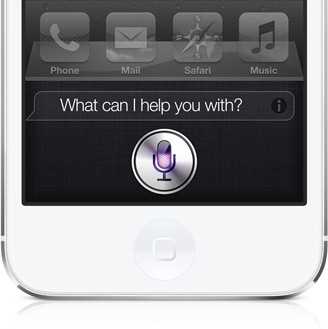 Phone Mail Safari Music
What can I help you with?
i